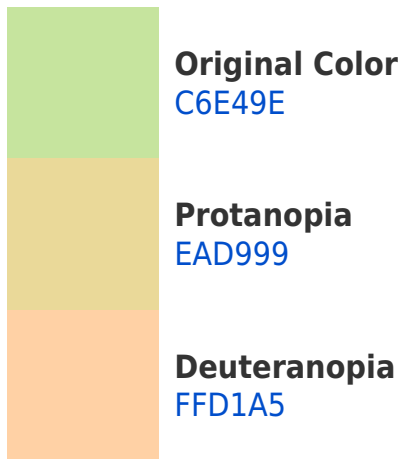 Original Color
C6E49E
Protanopia
EAD999
Deuteranopia
FFD1A5